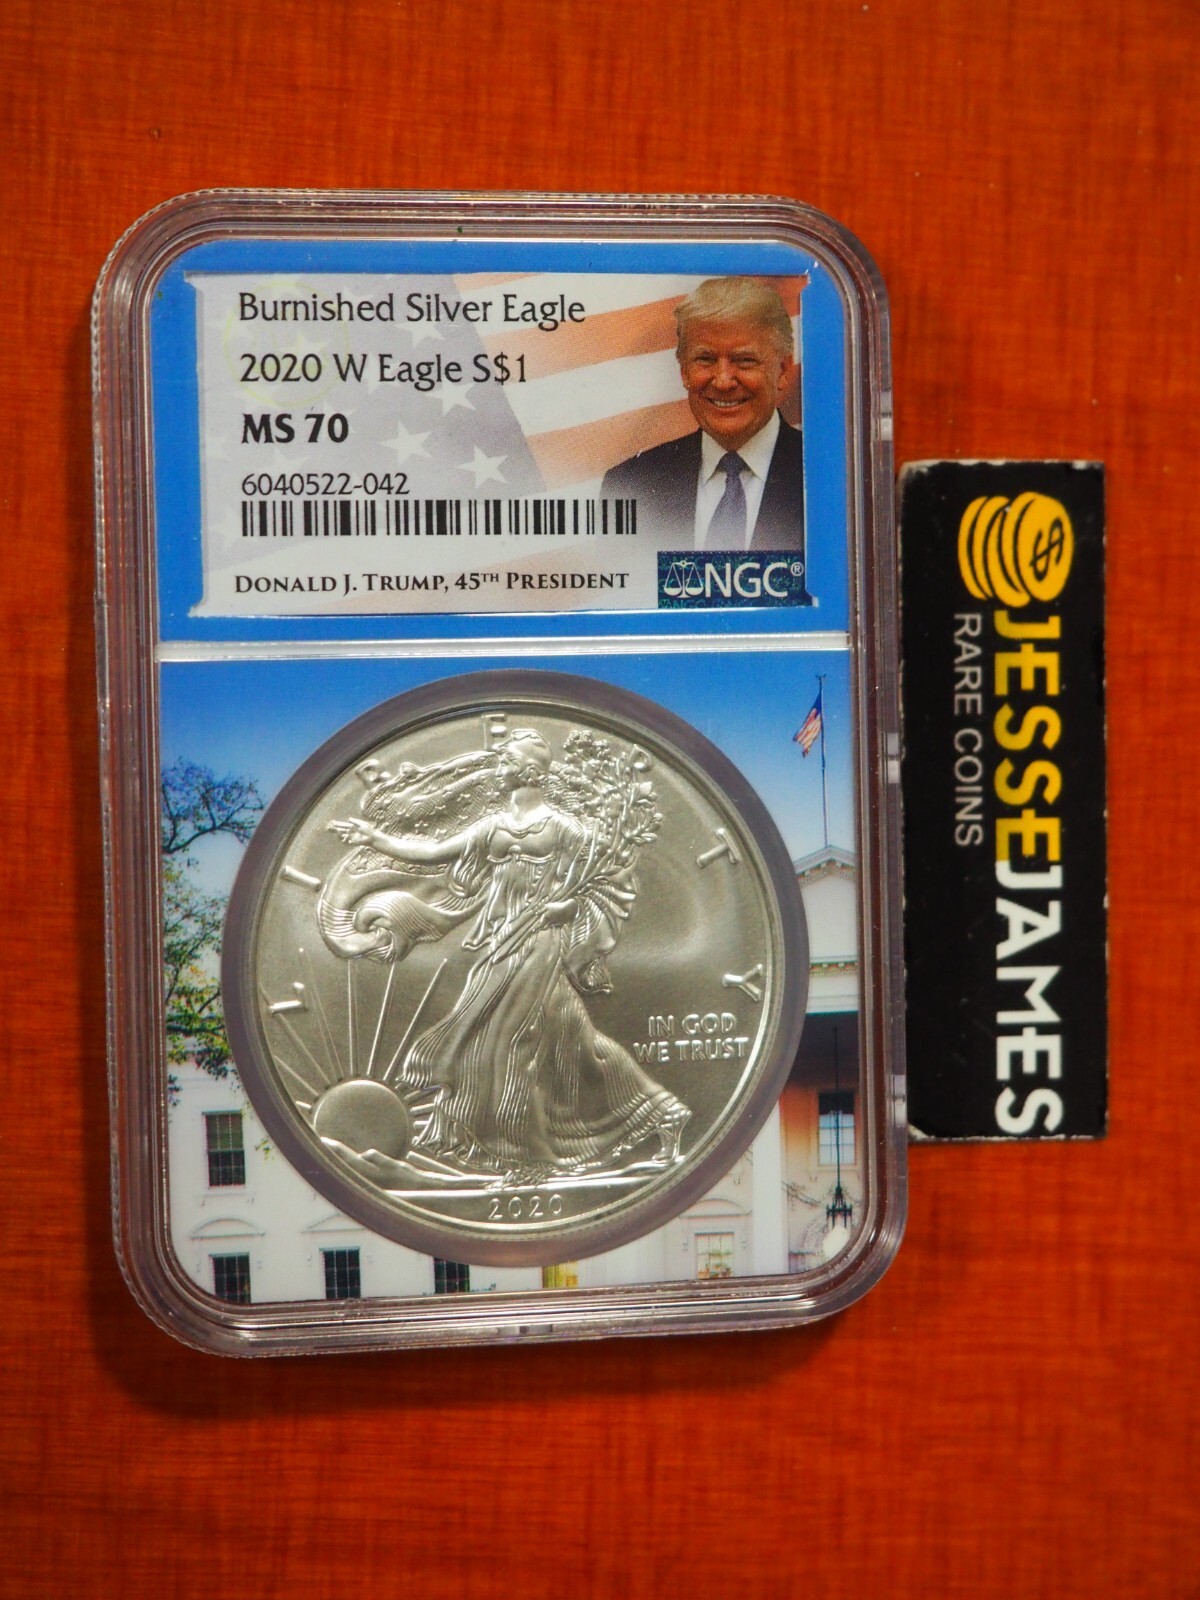 Burnished Silver Eagle
2020 W Eagle S$1
MS 70
6040522-042
DONALD J. TRUMP, 45TH PRESIDENT
NGC®
LIBERTY
IN GOD
WE TRUST
2020
JESSEJAMES
RARE COINS